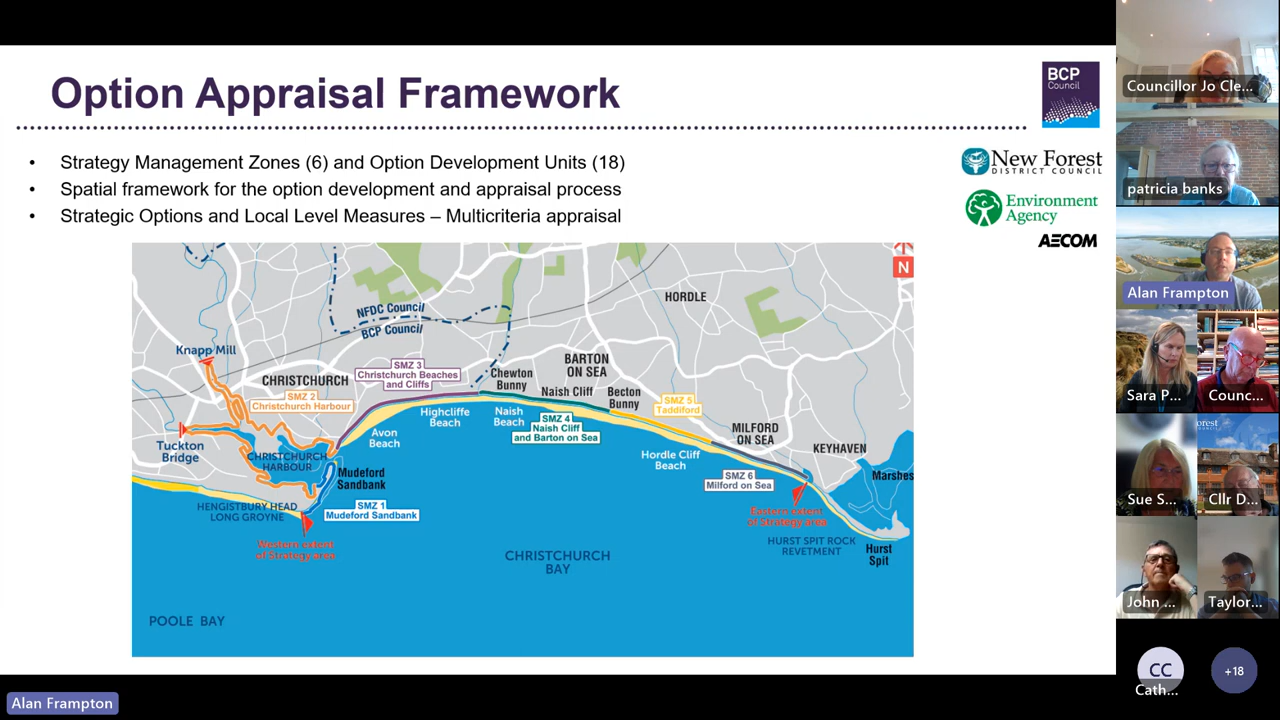 Option Appraisal Framework
BCP
Council
• Strategy Management Zones (6) and Option Development Units (18)
• Spatial framework for the option development and appraisal process
• Strategic Options and Local Level Measures – Multicriteria appraisal
New Forest
DISTRICT COUNCIL
Environment
Agency
AECOM
N
HORDLE
NFDC Council
BCP Council
Knapp Mill
CHRISTCHURCH
SMZ 3
Christchurch Beaches
and Cliffs
Chewton
Bunny
BARTON
ON SEA
Naish Cliff
Becton
Bunny
SMZ 2
Christchurch Harbour
SMZ 5
Taddiford
Highcliffe
Beach
Naish
Beach
SMZ 4
Naish Cliff
and Barton on Sea
Avon
Beach
MILFORD
ON SEA
Tuckton
Bridge
CHRISTCHURCH
HARBOUR
Hordle Cliff
Beach
KEYHAVEN
Mudeford
Sandbank
Marshes
SMZ 6
Milford on Sea
HENGISTBURY HEAD
LONG GROYNE
SMZ 1
Mudeford Sandbank
Eastern extent
of Strategy area
Western extent
of Strategy area
HURST SPIT ROCK
REVETMENT
Hurst
Spit
CHRISTCHURCH
BAY
POOLE BAY
Alan Frampton
Councillor Jo Cle...
patricia banks
Alan Frampton
Sara P...
Counc...
orest
Sue S...
Cllr D...
John ...
Taylor...
CC
Cath...
+18